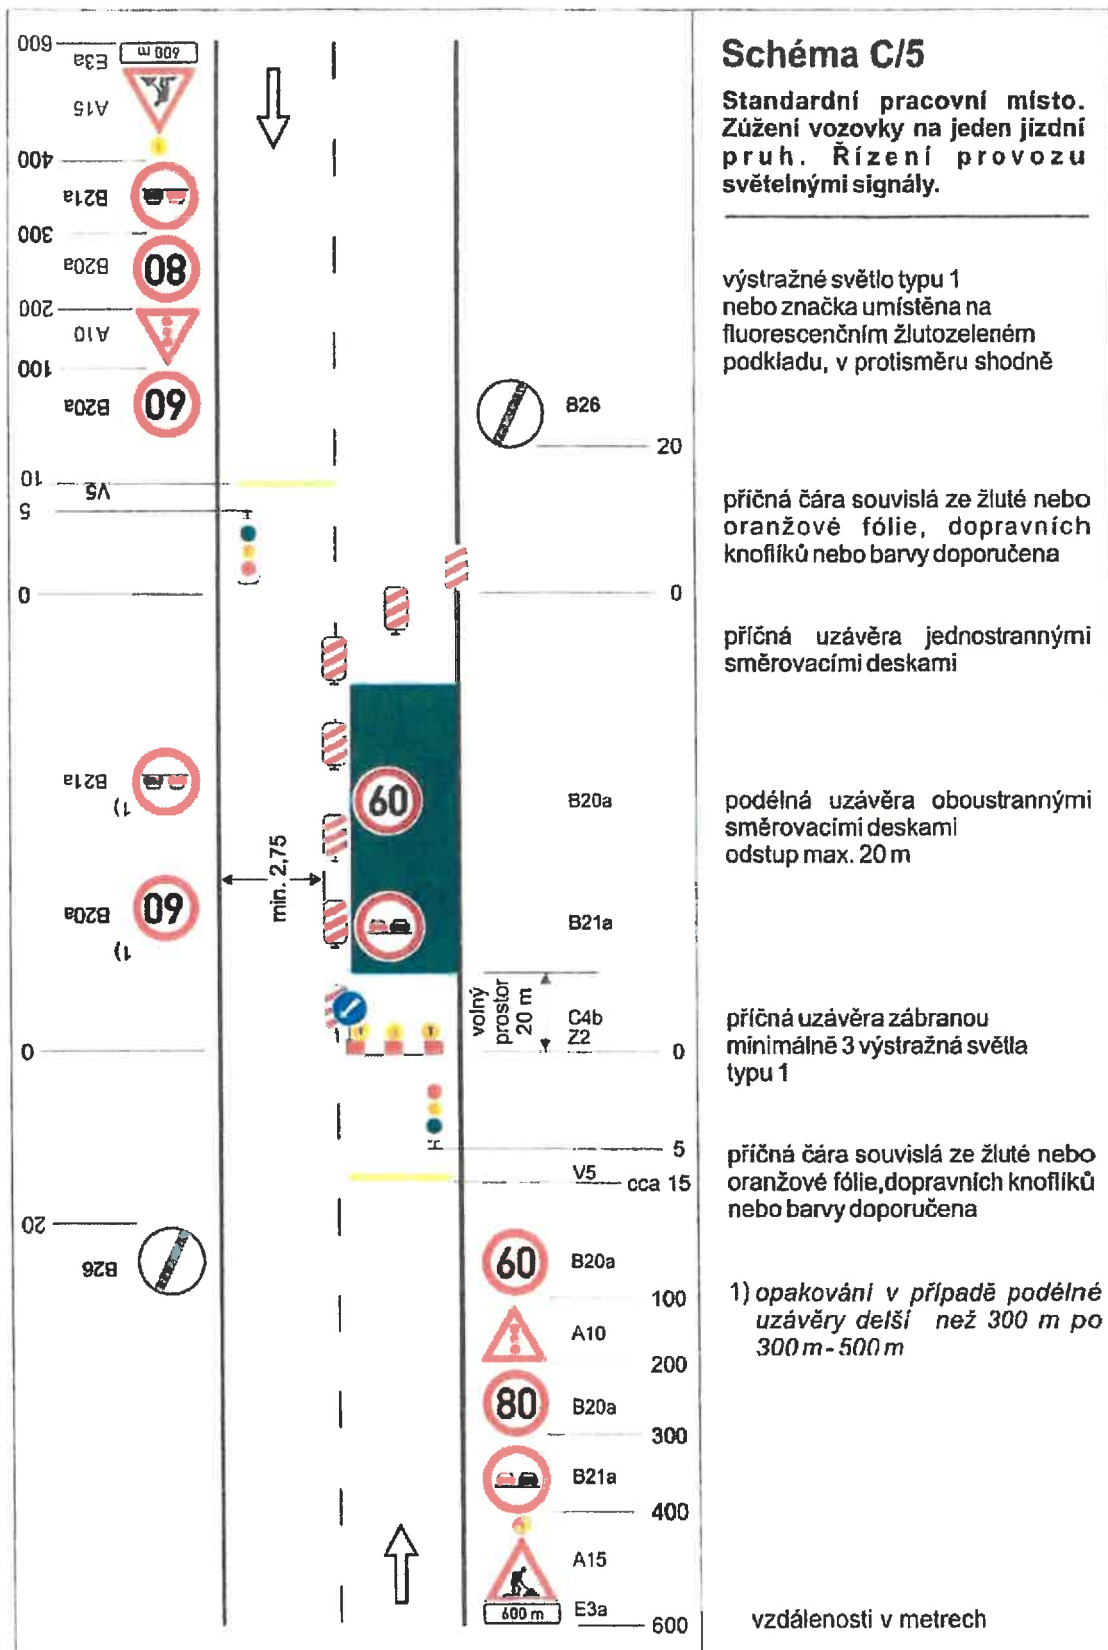 Schéma C/5
Standardní pracovní místo.
Zúžení vozovky na jeden jízdní
pruh. Řízení provozu
světelnými signály.
výstražné světlo typu 1
nebo značka umístěna na
fluorescenčním žlutozeleném
podkladu, v protisměru shodně
příčná čára souvislá ze žluté nebo
oranžové fólie, dopravních
knoflíků nebo barvy doporučena
příčná uzávěra jednostrannými
směrovacími deskami
podélná uzávěra oboustrannými
směrovacími deskami
odstup max. 20 m
příčná uzávěra zábranou
minimálně 3 výstražná světla
typu 1
příčná čára souvislá ze žluté nebo
oranžové fólie,dopravních knoflíků
nebo barvy doporučena
1) opakování v případě podélné
uzávěry delší než 300 m po
300 m - 500 m
vzdálenosti v metrech
600
E3a
600 m
A15
400
B21a
300
B20a
80
200
A10
100
B20a
60
10
V5
5
0
B21a
1)
B20a
60
1)
0
20
B26
min. 2,75
B26
20
0
60
B20a
B21a
volný
prostor
20 m
C4b
Z2
0
5
V5
cca 15
60
B20a
100
A10
200
80
B20a
300
B21a
400
A15
600 m
E3a
600